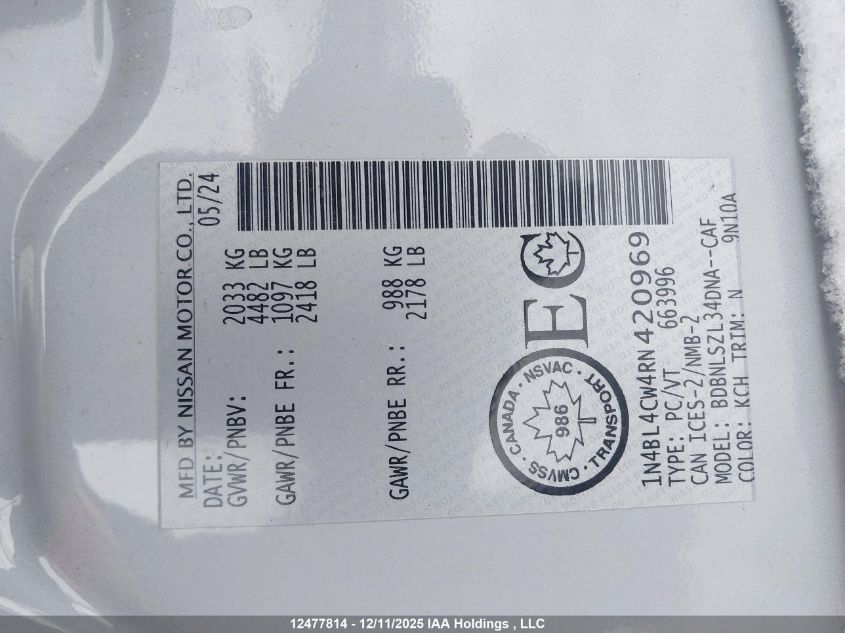 MFD BY NISSAN MOTOR CO., LTD.
DATE: 05/24
GVWR/PNBV: 2033 KG
4482 LB
GAWR/PNBE FR.: 1097 KG
2418 LB
GAWR/PNBE RR.: 988 KG
2178 LB
CANADA · NSVAC · TRANSPORT · CMVSS ·
986
EC
1N4BL4CW4RN420969
TYPE: PC/VT 663996
CAN ICES-2/NMB-2
MODEL: BDBNLSZL34DNA--CAF
COLOR: KCH TRIM: N 9N10A
12477814 - 12/11/2025 IAA Holdings , LLC